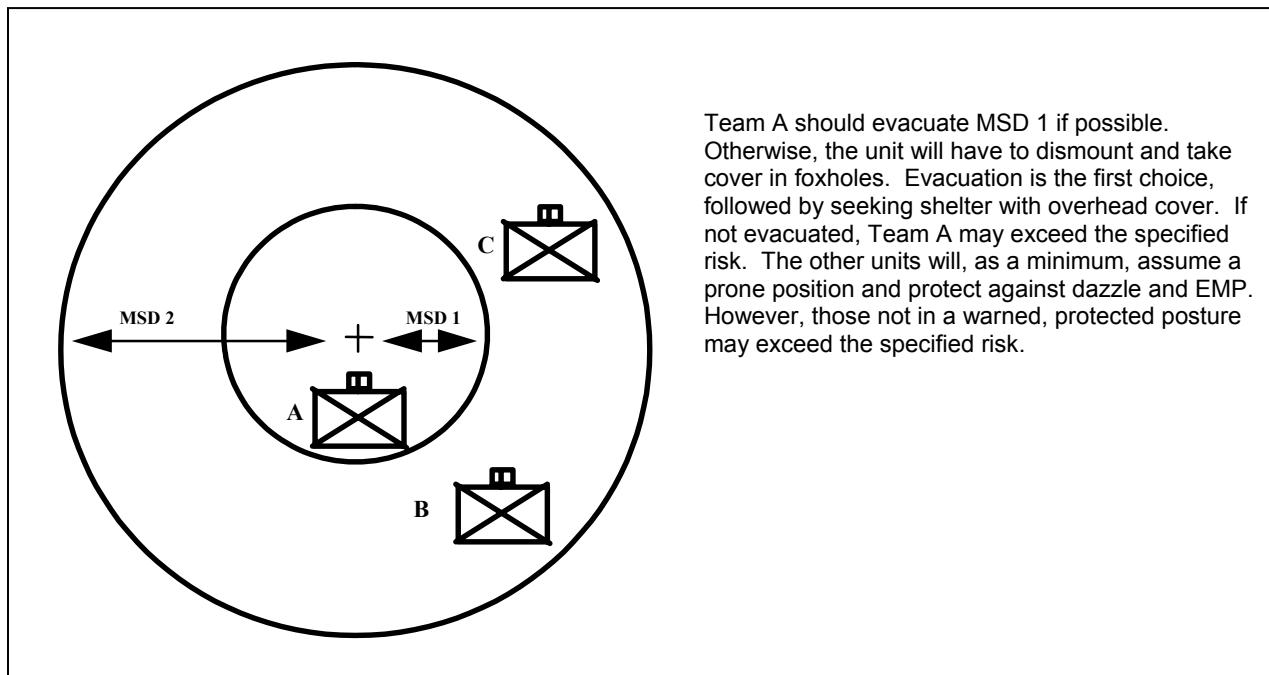 Team A should evacuate MSD 1 if possible.
Otherwise, the unit will have to dismount and take
cover in foxholes. Evacuation is the first choice,
followed by seeking shelter with overhead cover. If
not evacuated, Team A may exceed the specified
risk. The other units will, as a minimum, assume a
prone position and protect against dazzle and EMP.
However, those not in a warned, protected posture
may exceed the specified risk.
C
MSD 2
MSD 1
A
B